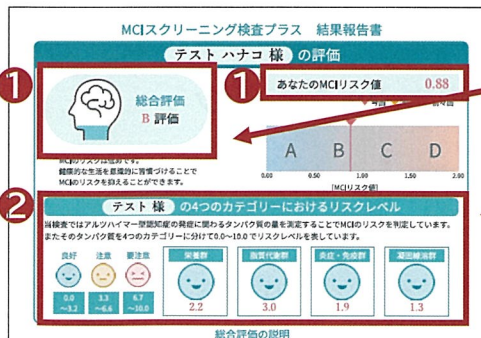 MCIスクリーニング検査プラス 結果報告書
テスト ハナコ 様 の評価
1
総合評価
B 評価
1
あなたのMCIリスク値 0.88
A B C D
0.00 0.50 1.00 1.50 2.00
[MCIリスク値]
MCIのリスクは低めです。
健康的な生活を意識的に習慣づけることで
MCIのリスクを抑えることができます。
2
テスト 様 の4つのカテゴリーにおけるリスクレベル
当検査ではアルツハイマー型認知症の発症に関わるタンパク質の量を測定することでMCIのリスクを判定しています。
またそのタンパク質を4つのカテゴリーに分けて0.0～10.0でリスクレベルを表しています。
良好 注意 要注意
0.0 ～3.2
3.3 ～6.6
6.7 ～10.0
栄養群 脂質代謝群 炎症・免疫群 凝固線溶群
2.2 3.0 1.9 1.3
総合評価の説明